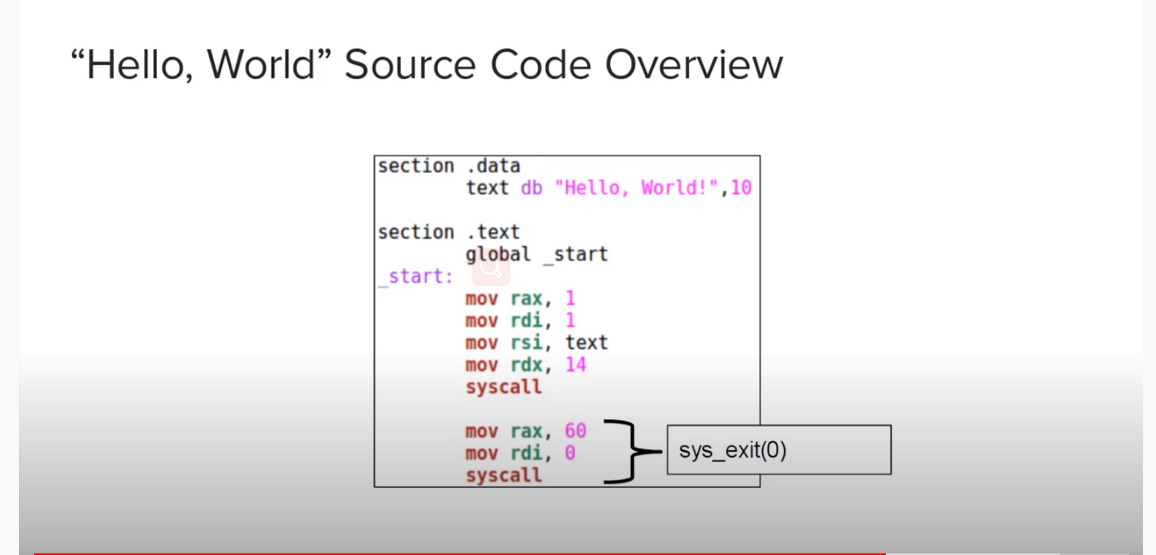 “Hello, World” Source Code Overview
section .data
text db "Hello, World!",10
section .text
global _start
_start:
mov rax, 1
mov rdi, 1
mov rsi, text
mov rdx, 14
syscall
mov rax, 60
mov rdi, 0
syscall
sys_exit(0)